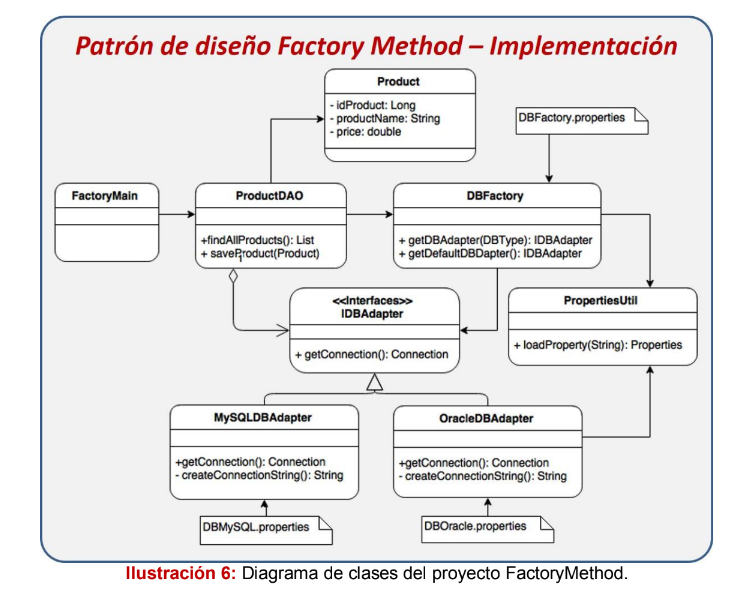 Patrón de diseño Factory Method – Implementación
Product
- idProduct: Long
- productName: String
- price: double
DBFactory.properties
FactoryMain
ProductDAO
+findAllProducts(): List
+ saveProduct(Product)
DBFactory
+ getDBAdapter(DBType): IDBAdapter
+ getDefaultDBDapter(): IDBAdapter
<<Interfaces>>
IDBAdapter
+ getConnection(): Connection
PropertiesUtil
+ loadProperty(String): Properties
MySQLDBAdapter
+getConnection(): Connection
- createConnectionString(): String
OracleDBAdapter
+getConnection(): Connection
- createConnectionString(): String
DBMySQL.properties
DBOracle.properties
Ilustración 6: Diagrama de clases del proyecto FactoryMethod.